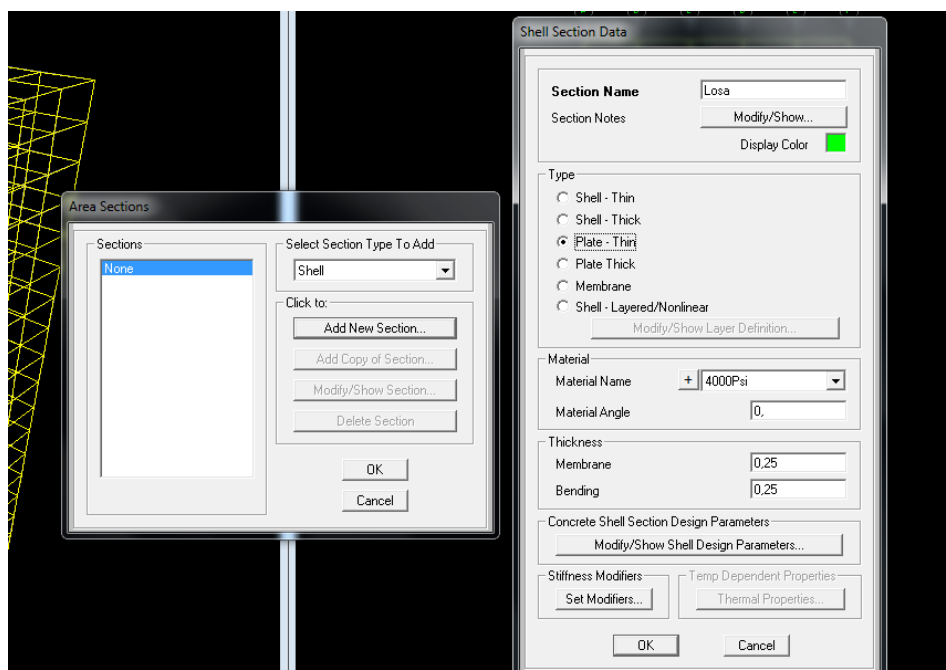 Area Sections
Sections
None
Select Section Type To Add
Shell
Click to:
Add New Section...
Add Copy of Section...
Modify/Show Section...
Delete Section
OK
Cancel
Shell Section Data
Section Name
Losa
Section Notes
Modify/Show...
Display Color
Type
Shell - Thin
Shell - Thick
Plate - Thin
Plate Thick
Membrane
Shell - Layered/Nonlinear
Modify/Show Layer Definition...
Material
Material Name
+
4000Psi
Material Angle
0,
Thickness
Membrane
0,25
Bending
0,25
Concrete Shell Section Design Parameters
Modify/Show Shell Design Parameters...
Stiffness Modifiers
Set Modifiers...
Temp Dependent Properties
Thermal Properties...
OK
Cancel